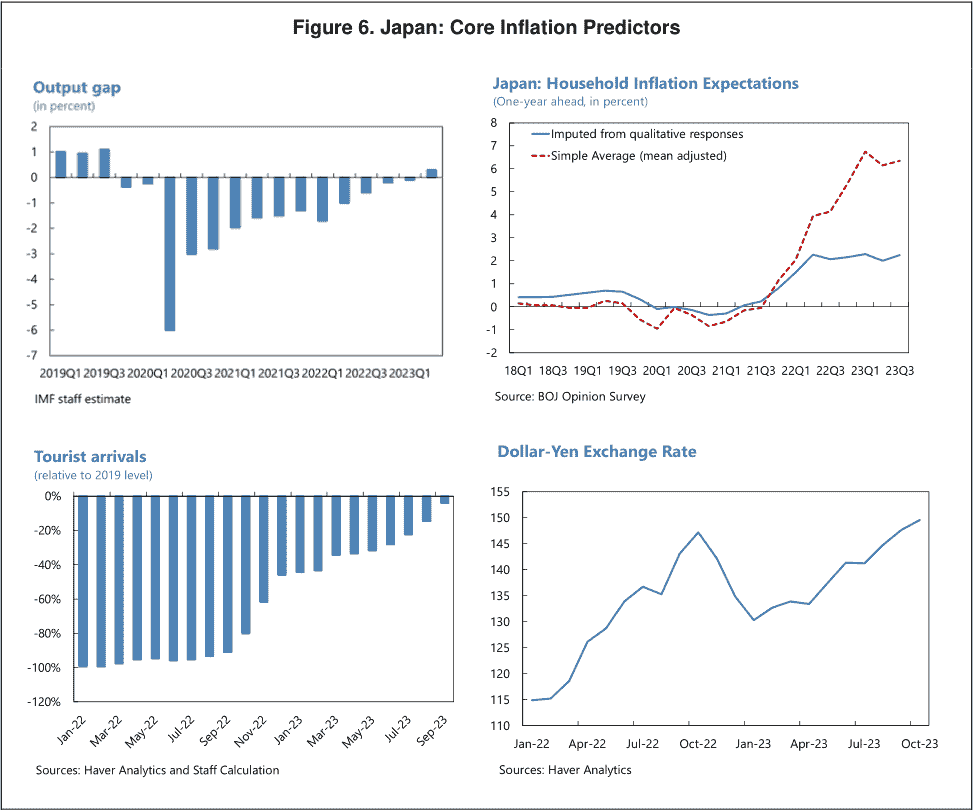 Figure 6. Japan: Core Inflation Predictors
Output gap
(in percent)
2
1
0
-1
-2
-3
-4
-5
-6
-7
2019Q1 2019Q3 2020Q1 2020Q3 2021Q1 2021Q3 2022Q1 2022Q3 2023Q1
IMF staff estimate
Japan: Household Inflation Expectations
(One-year ahead, in percent)
8
7
6
5
4
3
2
1
0
-1
-2
Imputed from qualitative responses
Simple Average (mean adjusted)
18Q1 18Q3 19Q1 19Q3 20Q1 20Q3 21Q1 21Q3 22Q1 22Q3 23Q1 23Q3
Source: BOJ Opinion Survey
Tourist arrivals
(relative to 2019 level)
0%
-20%
-40%
-60%
-80%
-100%
-120%
Jan-22 Mar-22 May-22 Jul-22 Sep-22 Nov-22 Jan-23 Mar-23 May-23 Jul-23 Sep-23
Sources: Haver Analytics and Staff Calculation
Dollar-Yen Exchange Rate
155
150
145
140
135
130
125
120
115
110
Jan-22 Apr-22 Jul-22 Oct-22 Jan-23 Apr-23 Jul-23 Oct-23
Sources: Haver Analytics